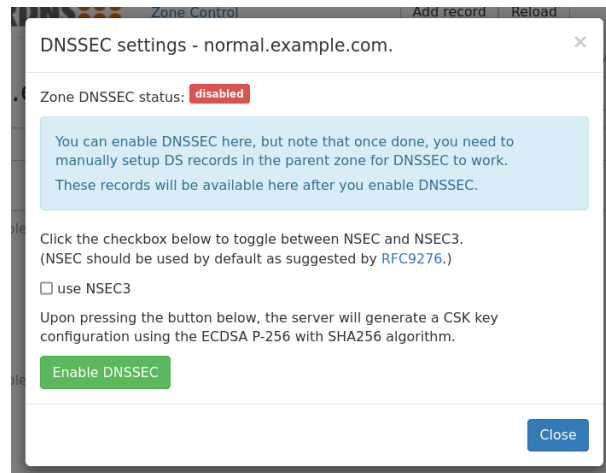 Zone Control
Add record
Reload
DNSSEC settings - normal.example.com.
×
Zone DNSSEC status: disabled
You can enable DNSSEC here, but note that once done, you need to
manually setup DS records in the parent zone for DNSSEC to work.
These records will be available here after you enable DNSSEC.
Click the checkbox below to toggle between NSEC and NSEC3.
(NSEC should be used by default as suggested by RFC9276.)
use NSEC3
Upon pressing the button below, the server will generate a CSK key
configuration using the ECDSA P-256 with SHA256 algorithm.
Enable DNSSEC
Close